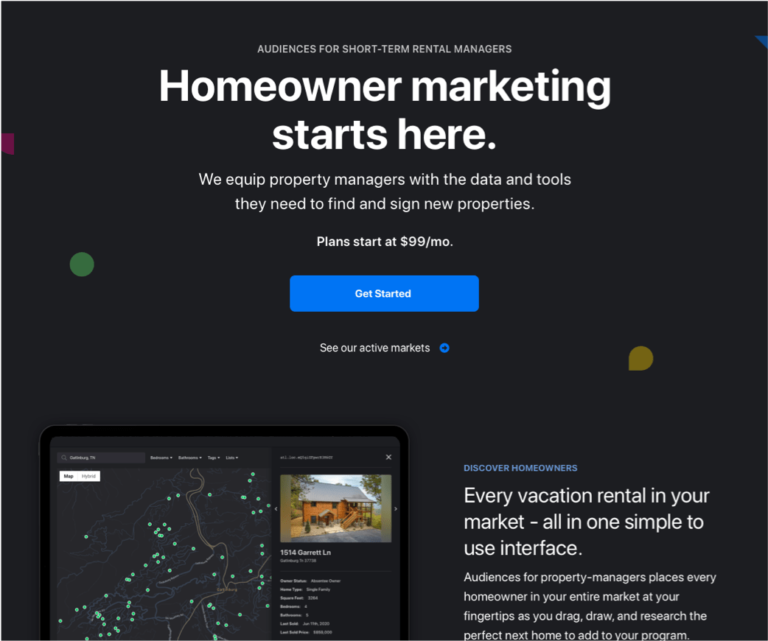 AUDIENCES FOR SHORT-TERM RENTAL MANAGERS
Homeowner marketing
starts here.
We equip property managers with the data and tools
they need to find and sign new properties.
Plans start at $99/mo.
Get Started
See our active markets
Gatlinburg, TN
Bedrooms
Bathrooms
Tags
Lists
Map
Hybrid
1514 Garrett Ln
Gatlinburg, Tn 37738
Owner Status: Absentee Owner
Home Type: Single Family
Square Feet: 2264
Bedrooms: 4
Bathrooms:
Last Sold: Jun 11th, 2020
Last Sold Price:
DISCOVER HOMEOWNERS
Every vacation rental in your
market - all in one simple to
use interface.
Audiences for property-managers places every
homeowner in your entire market at your
fingertips as you drag, draw, and research the
perfect next home to add to your program.